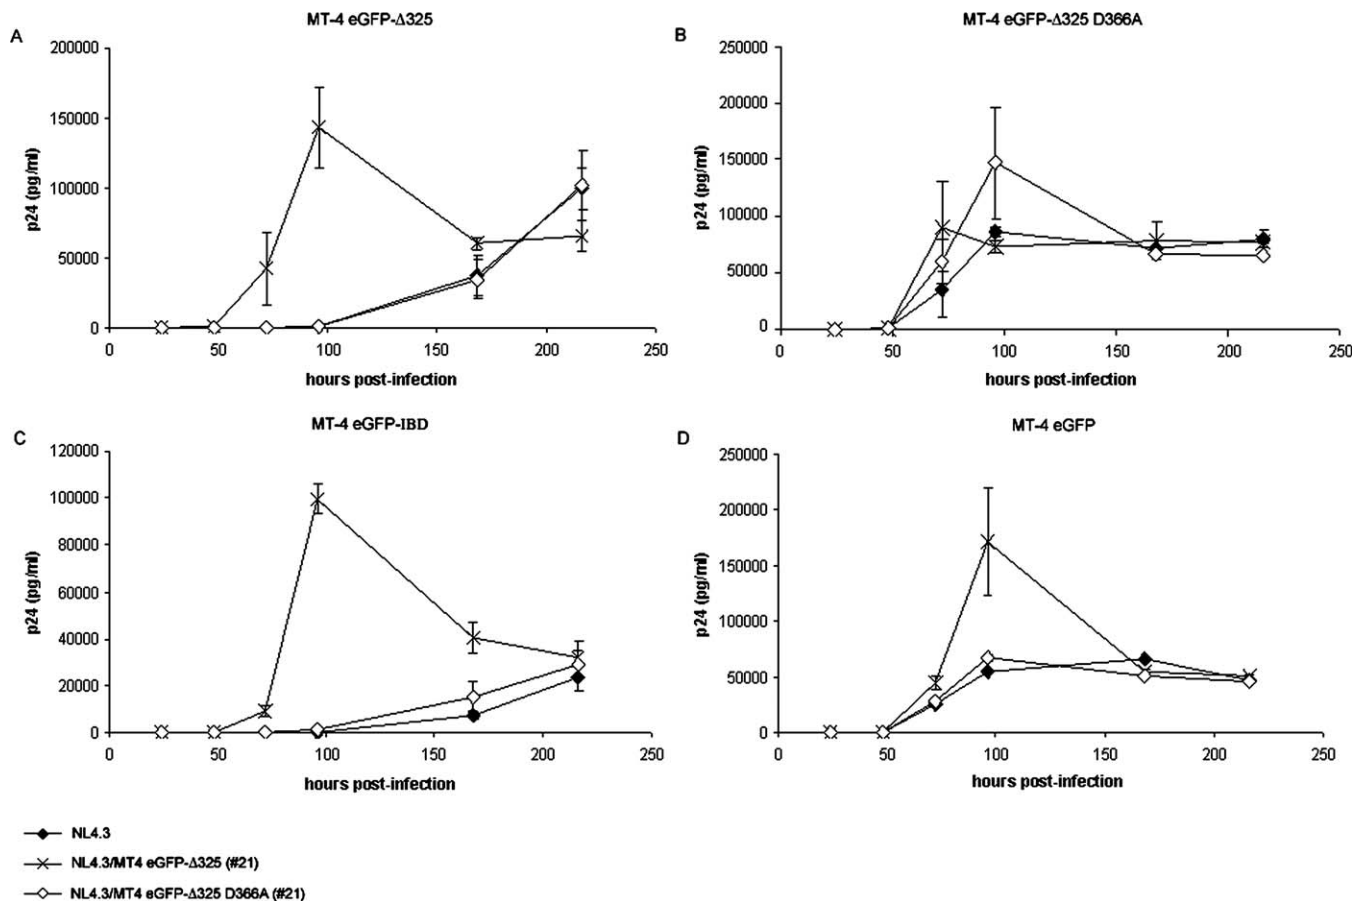 A
MT-4 eGFP-Δ325
200000
150000
100000
50000
0
p24 (pg/ml)
0 50 100 150 200 250
hours post-infection
B
MT-4 eGFP-Δ325 D366A
250000
200000
150000
100000
50000
0
p24 (pg/ml)
0 50 100 150 200 250
hours post-infection
C
MT-4 eGFP-IBD
120000
100000
80000
60000
40000
20000
0
p24 (pg/ml)
0 50 100 150 200 250
hours post-infection
D
MT-4 eGFP
250000
200000
150000
100000
50000
0
p24 (pg/ml)
0 50 100 150 200 250
hours post-infection
NL4.3
NL4.3/MT4 eGFP-Δ325 (#21)
NL4.3/MT4 eGFP-Δ325 D366A (#21)